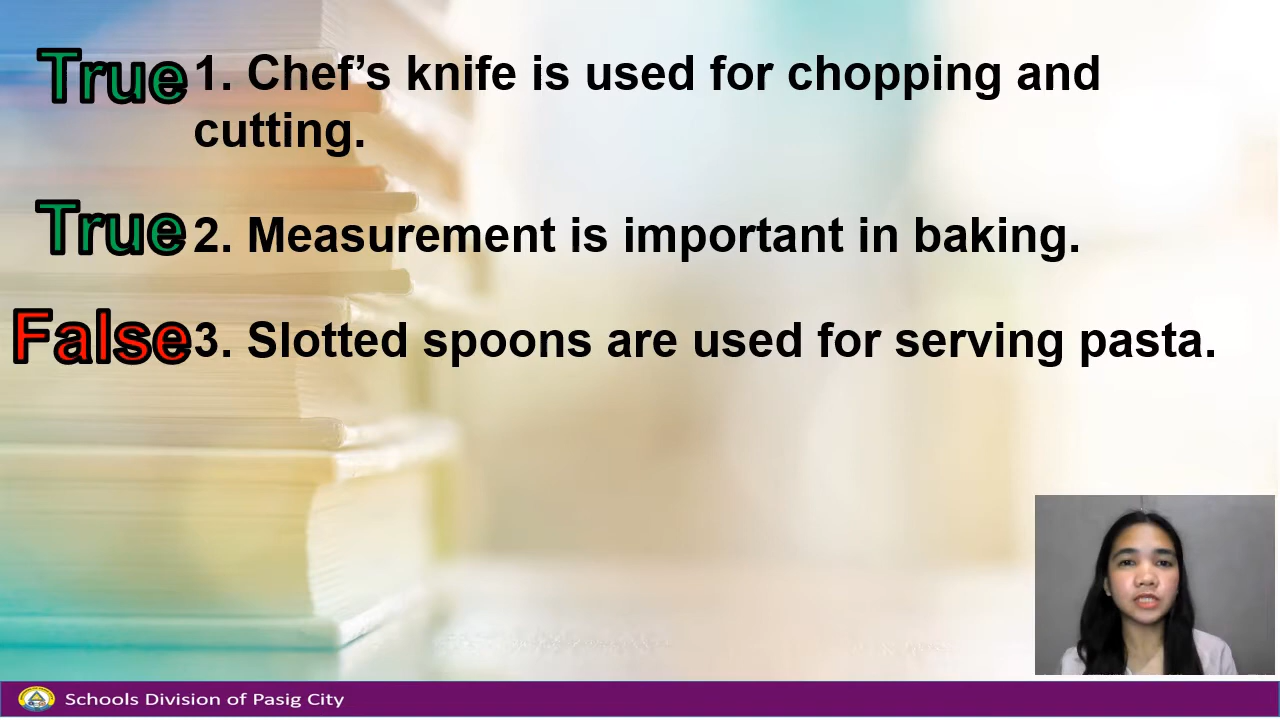 True 1. Chef’s knife is used for chopping and
cutting.
True 2. Measurement is important in baking.
False 3. Slotted spoons are used for serving pasta.
Schools Division of Pasig City